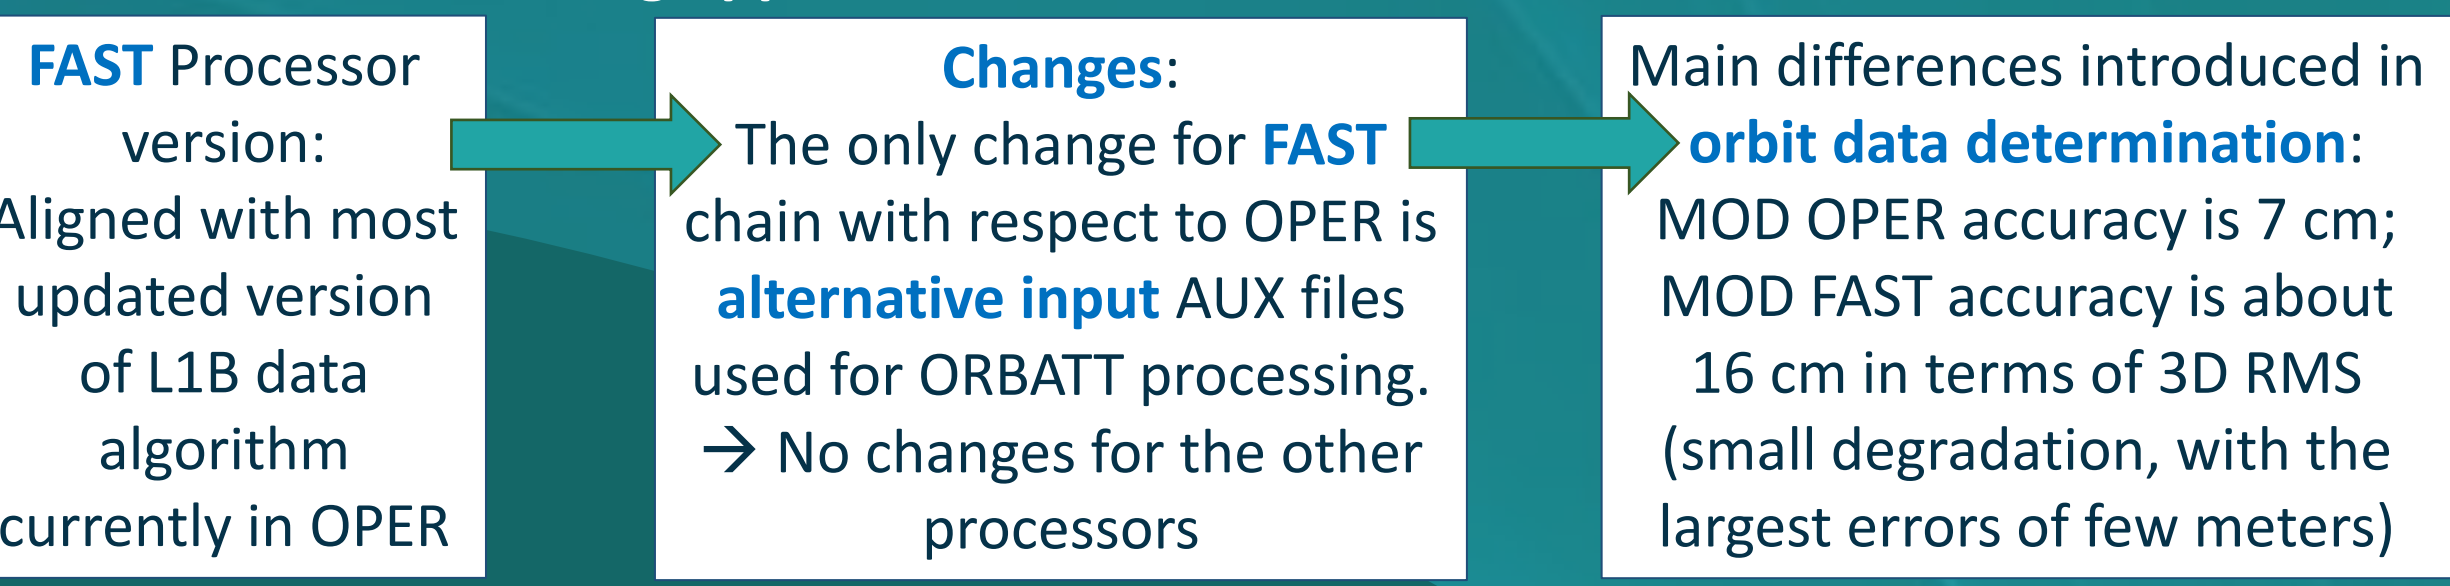 FAST Processor
version:
Aligned with most
updated version
of L1B data
algorithm
currently in OPER
Changes:
The only change for FAST
chain with respect to OPER is
alternative input AUX files
used for ORBATT processing.
→ No changes for the other
processors
Main differences introduced in
orbit data determination:
MOD OPER accuracy is 7 cm;
MOD FAST accuracy is about
16 cm in terms of 3D RMS
(small degradation, with the
largest errors of few meters)